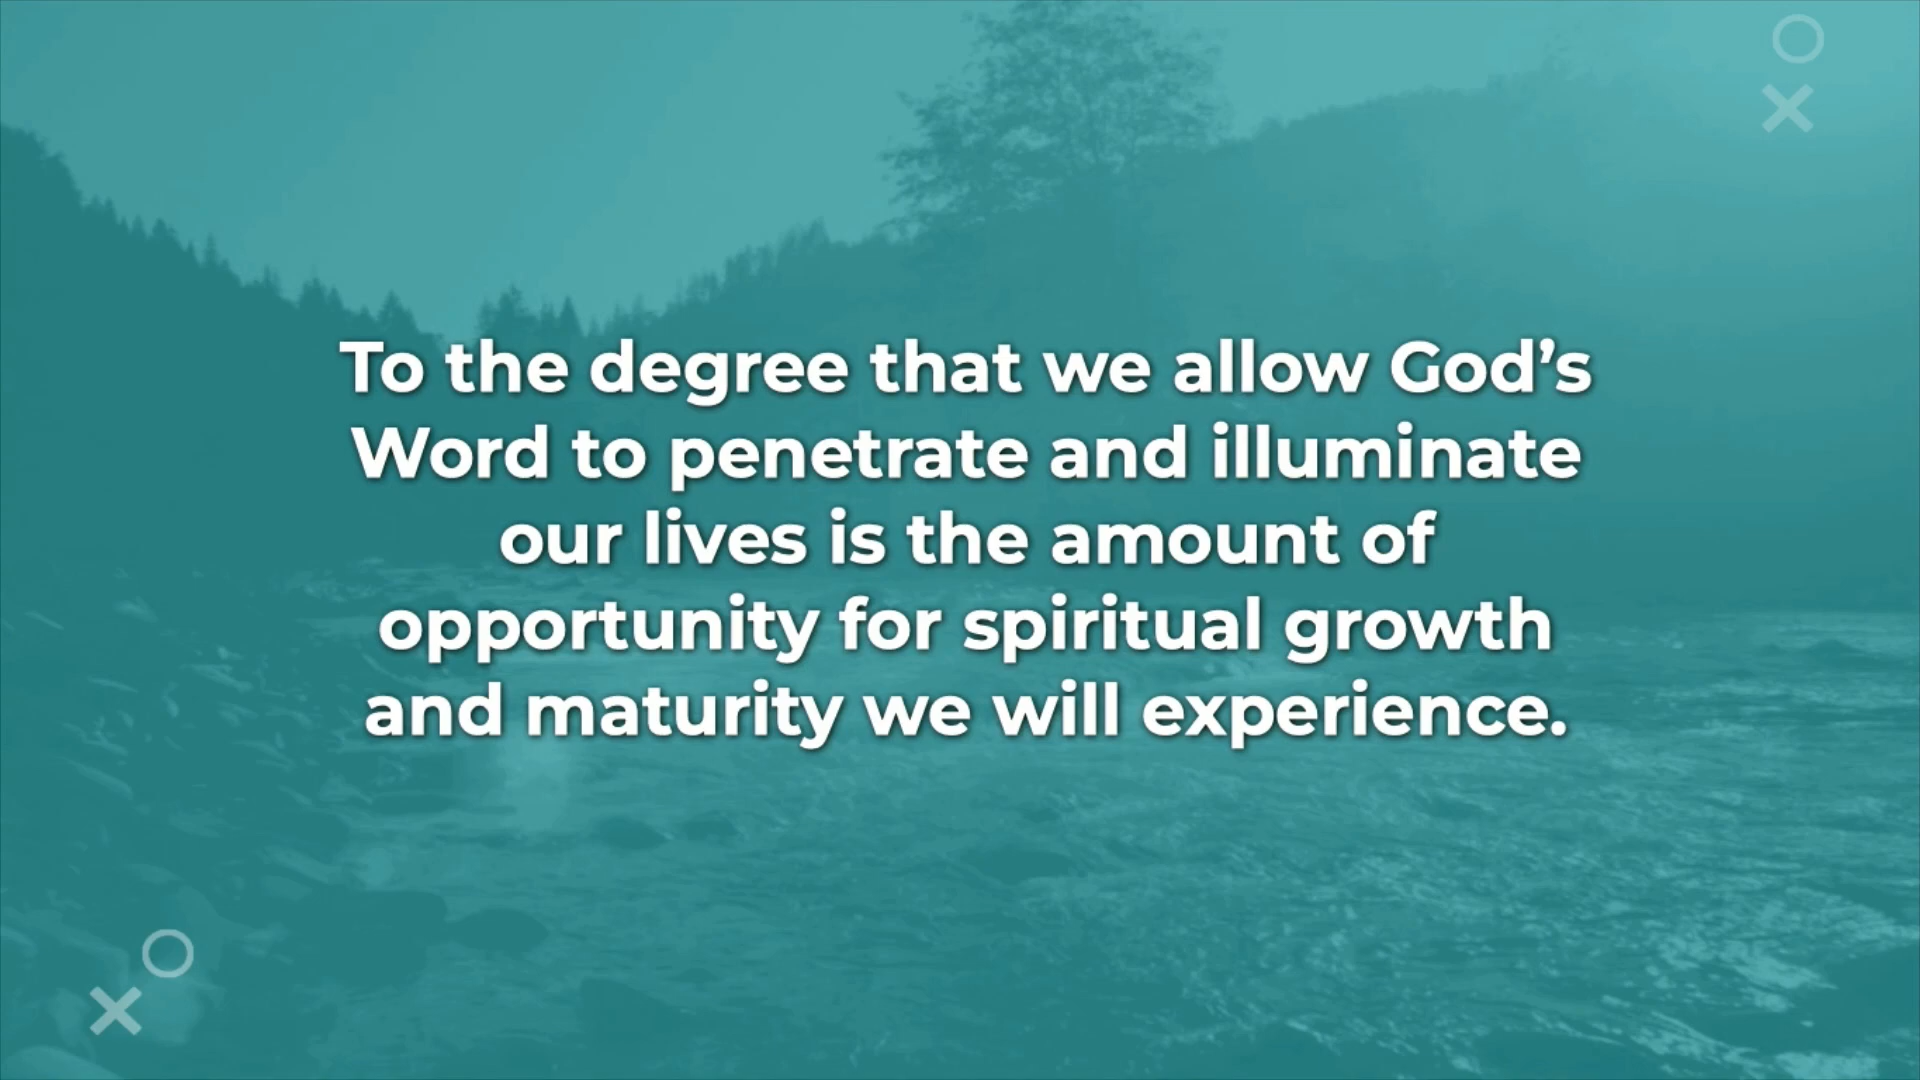 To the degree that we allow God’s
Word to penetrate and illuminate
our lives is the amount of
opportunity for spiritual growth
and maturity we will experience.